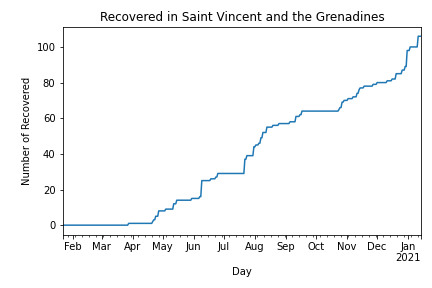 Recovered in Saint Vincent and the Grenadines
Number of Recovered
100
80
60
40
20
0
Feb Mar Apr May Jun Jul Aug Sep Oct Nov Dec Jan
2021
Day